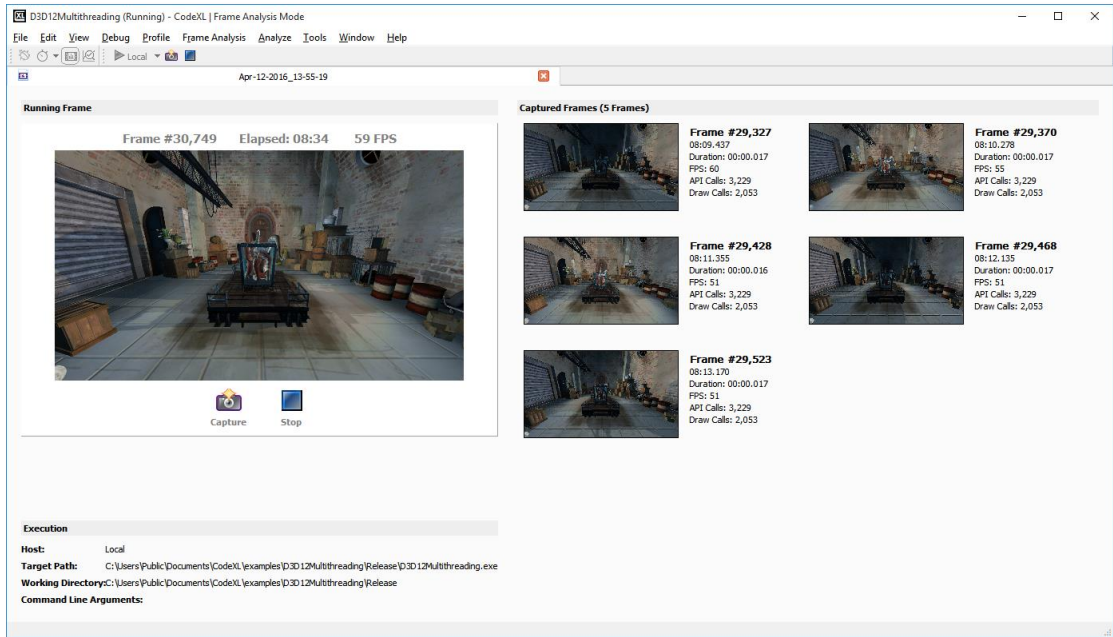 D3D12Multithreading (Running) - CodeXL | Frame Analysis Mode
File Edit View Debug Profile Frame Analysis Analyze Tools Window Help
Local
Apr-12-2016_13-55-19
Running Frame
Frame #30,749 Elapsed: 08:34 59 FPS
Capture Stop
Captured Frames (5 Frames)
Frame #29,327
08:09.437
Duration: 00:00.017
FPS: 60
API Calls: 3,229
Draw Calls: 2,053
Frame #29,370
08:10.278
Duration: 00:00.017
FPS: 55
API Calls: 3,229
Draw Calls: 2,053
Frame #29,428
08:11.355
Duration: 00:00.016
FPS: 51
API Calls: 3,229
Draw Calls: 2,053
Frame #29,468
08:12.135
Duration: 00:00.017
FPS: 51
API Calls: 3,229
Draw Calls: 2,053
Frame #29,523
08:13.170
Duration: 00:00.017
FPS: 51
API Calls: 3,229
Draw Calls: 2,053
Execution
Host: Local
Target Path: C:\Users\Public\Documents\CodeXL\examples\D3D12Multithreading\Release\D3D12Multithreading.exe
Working Directory:C:\Users\Public\Documents\CodeXL\examples\D3D12Multithreading\Release
Command Line Arguments: